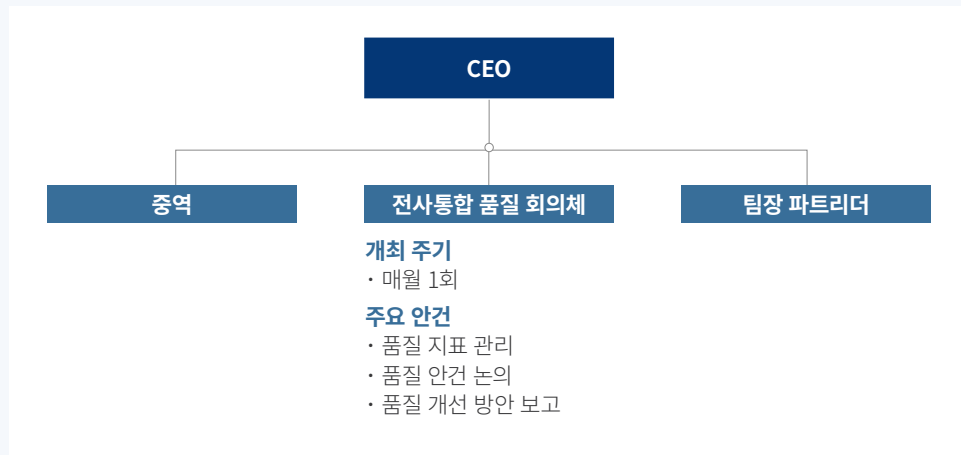 CEO
중역
전사통합 품질 회의체
팀장 파트리더
개최 주기
· 매월 1회
주요 안건
· 품질 지표 관리
· 품질 안건 논의
· 품질 개선 방안 보고